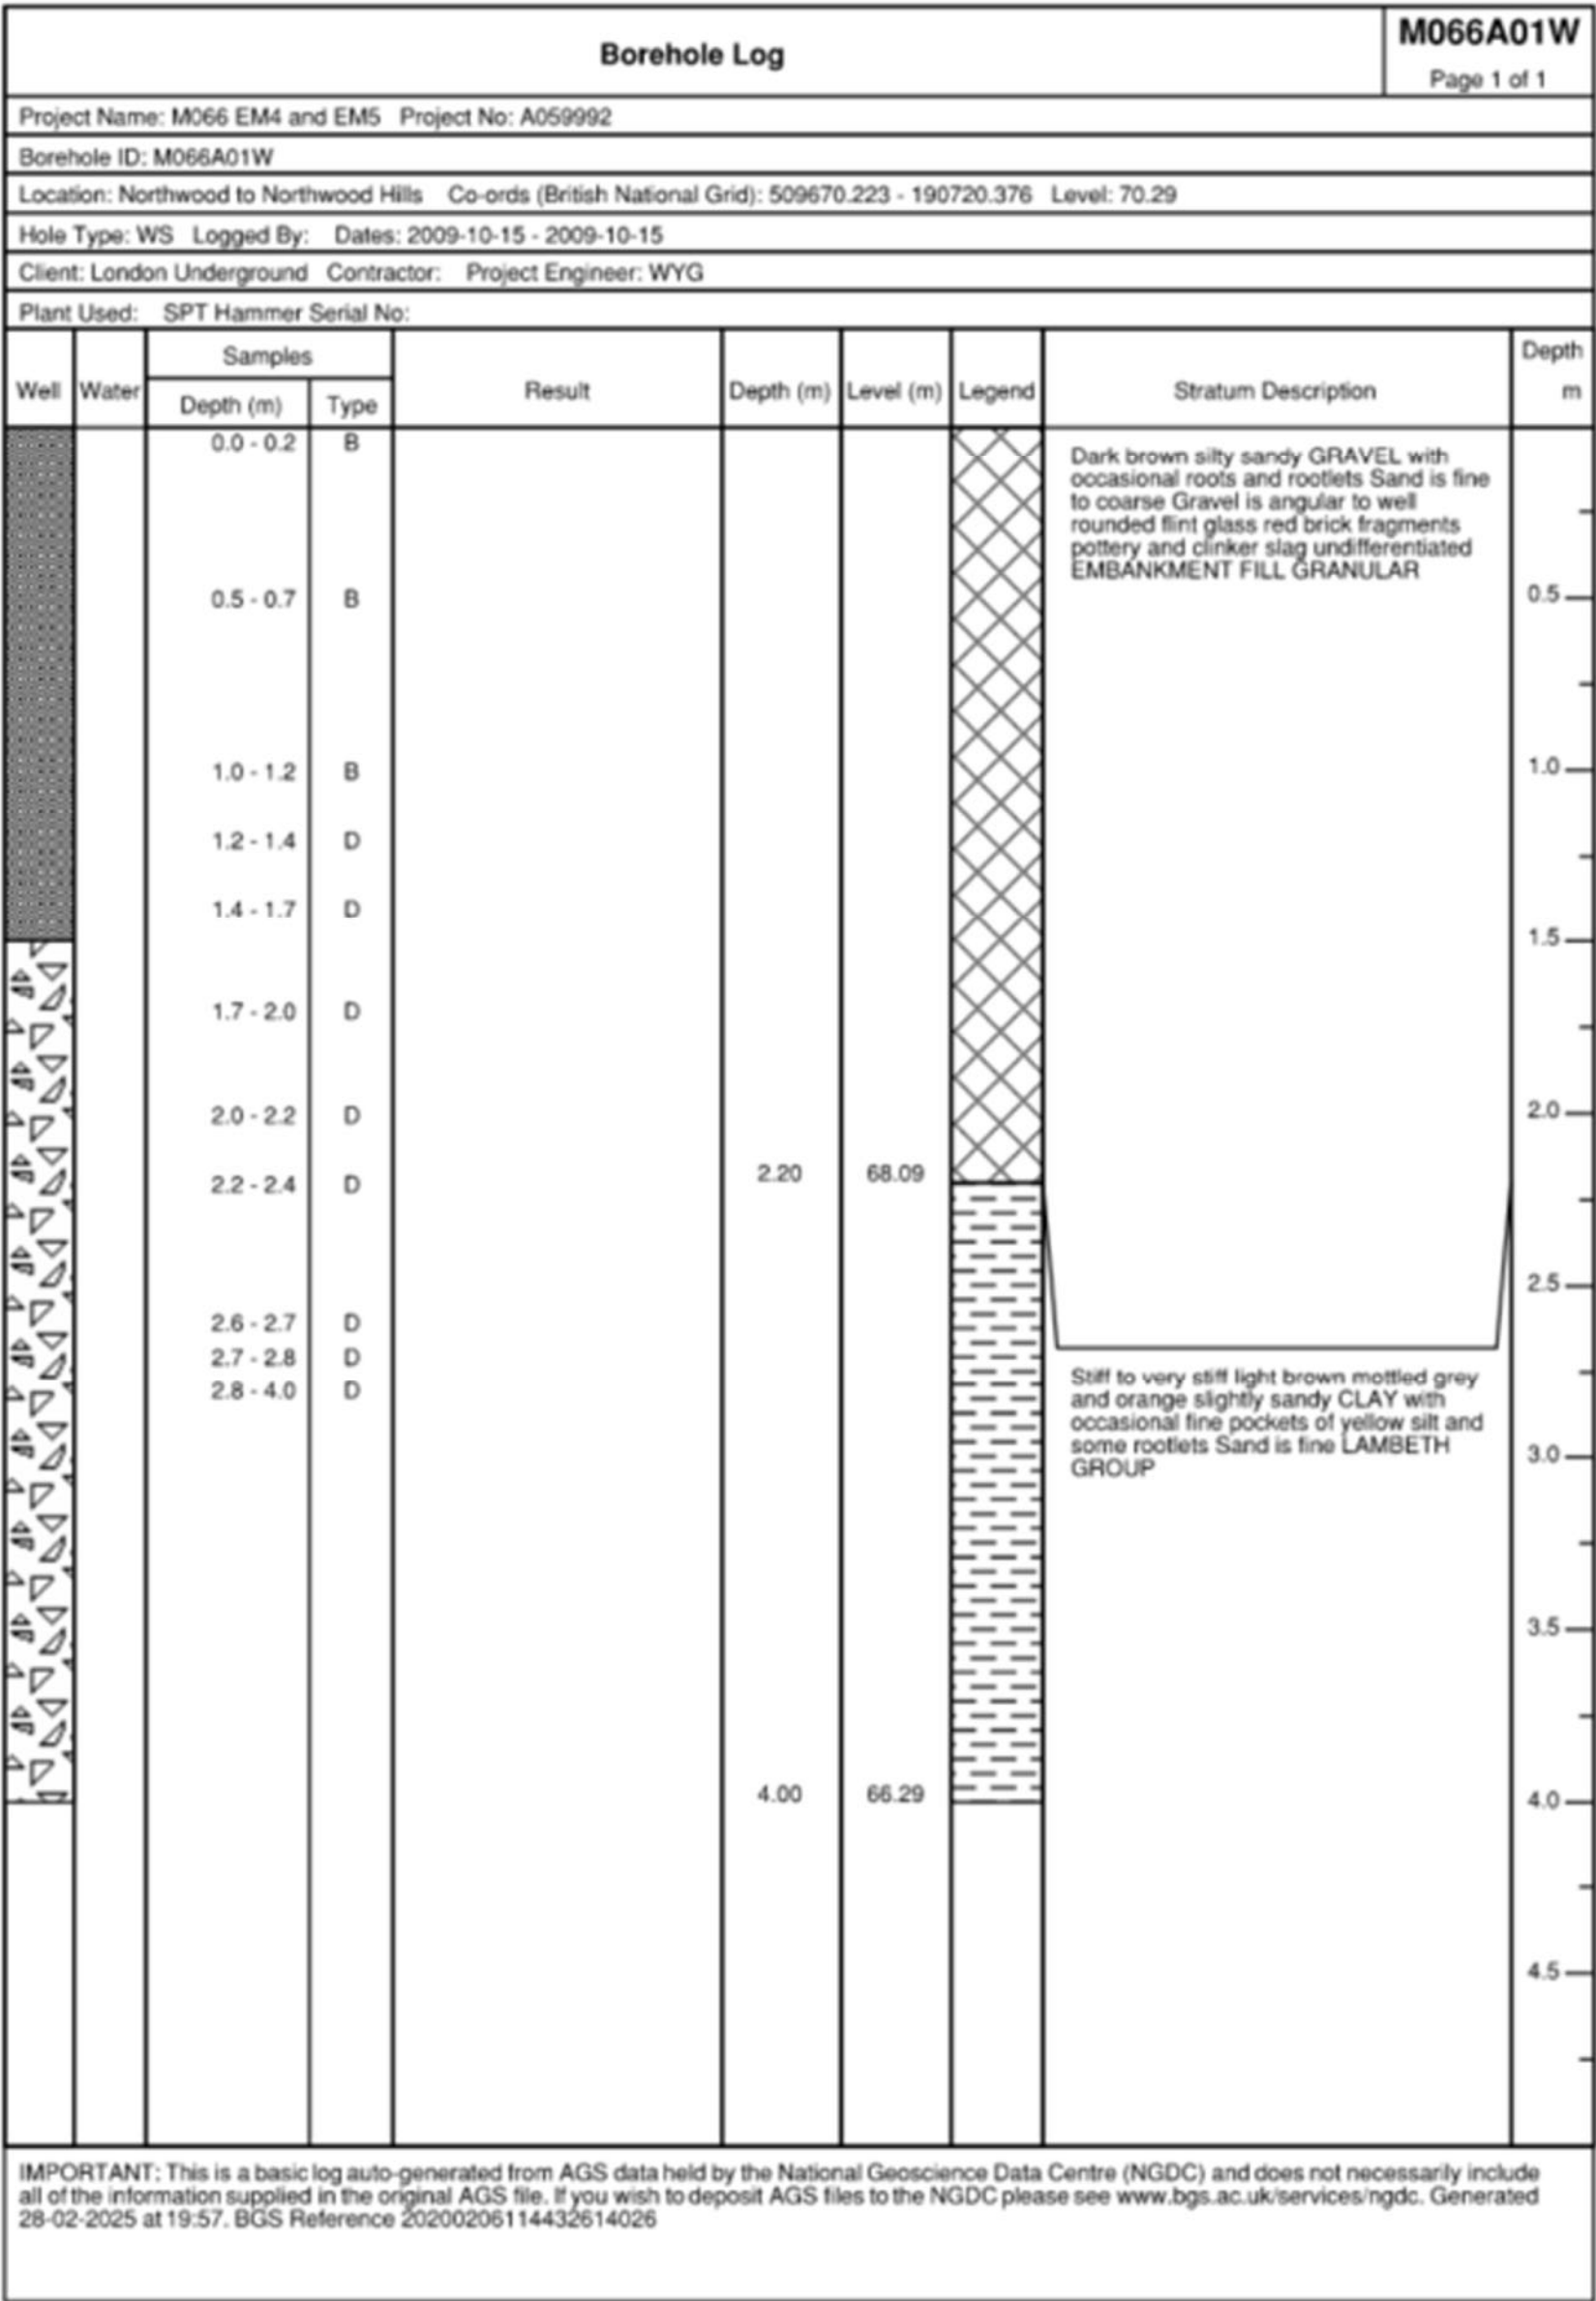 Borehole Log
M066A01W
Page 1 of 1
Project Name: M066 EM4 and EM5 Project No: A059992
Borehole ID: M066A01W
Location: Northwood to Northwood Hills Co-ords (British National Grid): 509670.223 - 190720.376 Level: 70.29
Hole Type: WS Logged By: Dates: 2009-10-15 - 2009-10-15
Client: London Underground Contractor: Project Engineer: WYG
Plant Used: SPT Hammer Serial No:
Well Water Samples Result Depth (m) Level (m) Legend Stratum Description Depth
m
Depth (m) Type
0.0 - 0.2 B
Dark brown silty sandy GRAVEL with
occasional roots and rootlets Sand is fine
to coarse Gravel is angular to well
rounded flint glass red brick fragments
pottery and clinker slag undifferentiated
EMBANKMENT FILL GRANULAR
0.5 - 0.7 B
0.5
1.0 - 1.2 B
1.0
1.2 - 1.4 D
1.4 - 1.7 D
1.5
1.7 - 2.0 D
2.0 - 2.2 D
2.0
2.20 68.09
2.2 - 2.4 D
2.5
2.6 - 2.7 D
2.7 - 2.8 D
2.8 - 4.0 D
Stiff to very stiff light brown mottled grey
and orange slightly sandy CLAY with
occasional fine pockets of yellow silt and
some rootlets Sand is fine LAMBETH
GROUP
3.0
3.5
4.00 66.29
4.0
4.5
IMPORTANT: This is a basic log auto-generated from AGS data held by the National Geoscience Data Centre (NGDC) and does not necessarily include
all of the information supplied in the original AGS file. If you wish to deposit AGS files to the NGDC please see www.bgs.ac.uk/services/ngdc. Generated
28-02-2025 at 19:57. BGS Reference 20200206114432614026